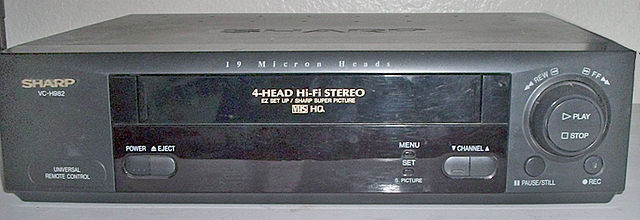 SHARP
19 Micron Heads
SHARP
VC-H982
4-HEAD Hi-Fi STEREO
EZ SET UP / SHARP SUPER PICTURE
VHS HQ
◀◀ REW
FF ▶▶
▷ PLAY
□ STOP
POWER ▲ EJECT
MENU
SET
S. PICTURE
▼ CHANNEL ▲
UNIVERSAL
REMOTE CONTROL
❚❚ PAUSE/STILL
● REC